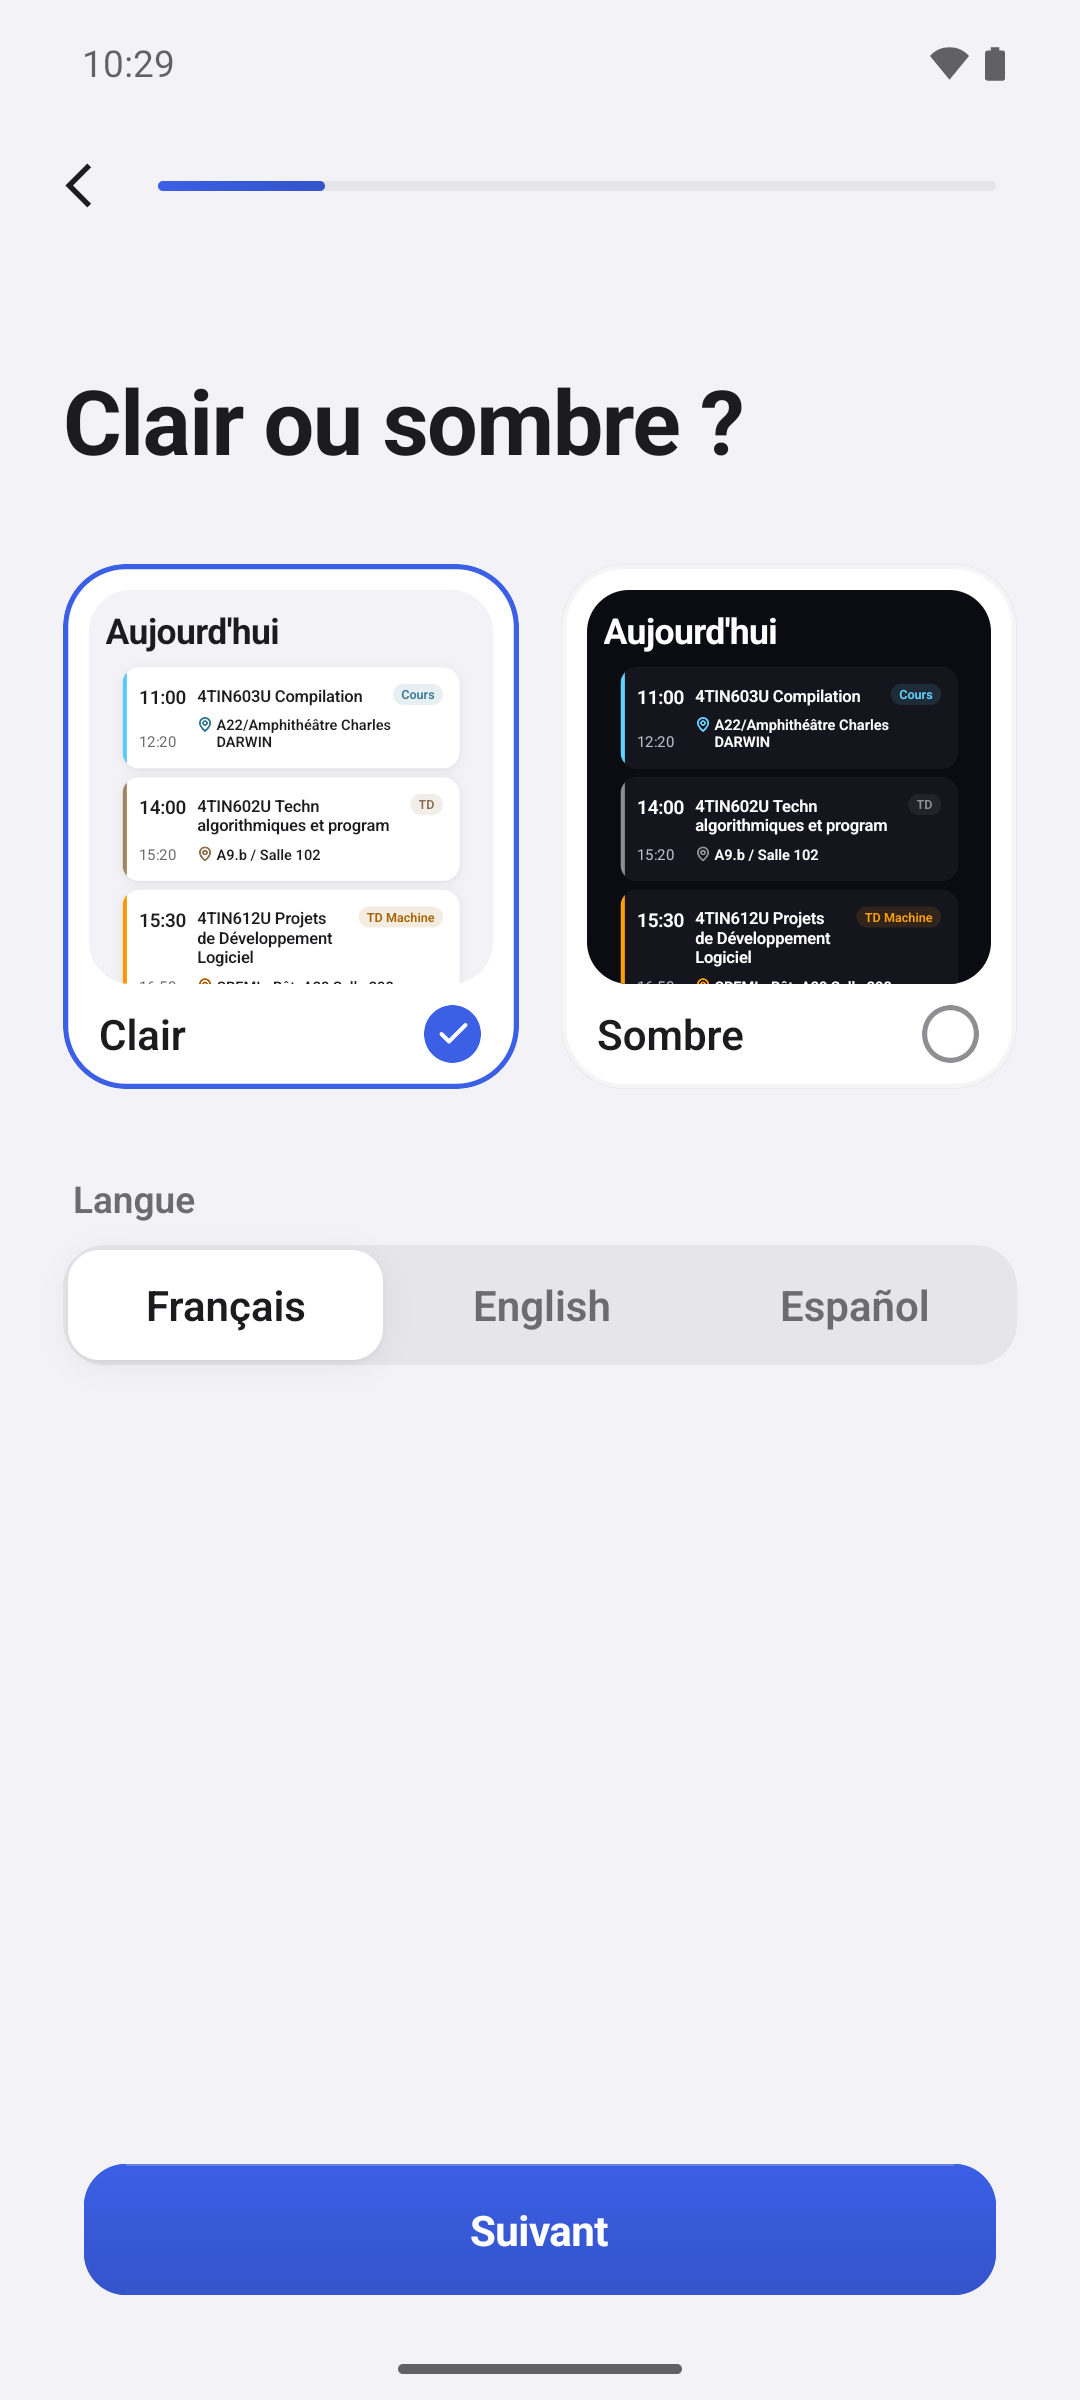 10:29
Clair ou sombre ?
Aujourd'hui
11:00 4TIN603U Compilation Cours
A22/Amphithéâtre Charles
12:20 DARWIN
14:00 4TIN602U Techn TD
algorithmiques et program
15:20 A9.b / Salle 102
15:30 4TIN612U Projets TD Machine
de Développement
Logiciel
Clair
Aujourd'hui
11:00 4TIN603U Compilation Cours
A22/Amphithéâtre Charles
12:20 DARWIN
14:00 4TIN602U Techn TD
algorithmiques et program
15:20 A9.b / Salle 102
15:30 4TIN612U Projets TD Machine
de Développement
Logiciel
Sombre
Langue
Français English Español
Suivant